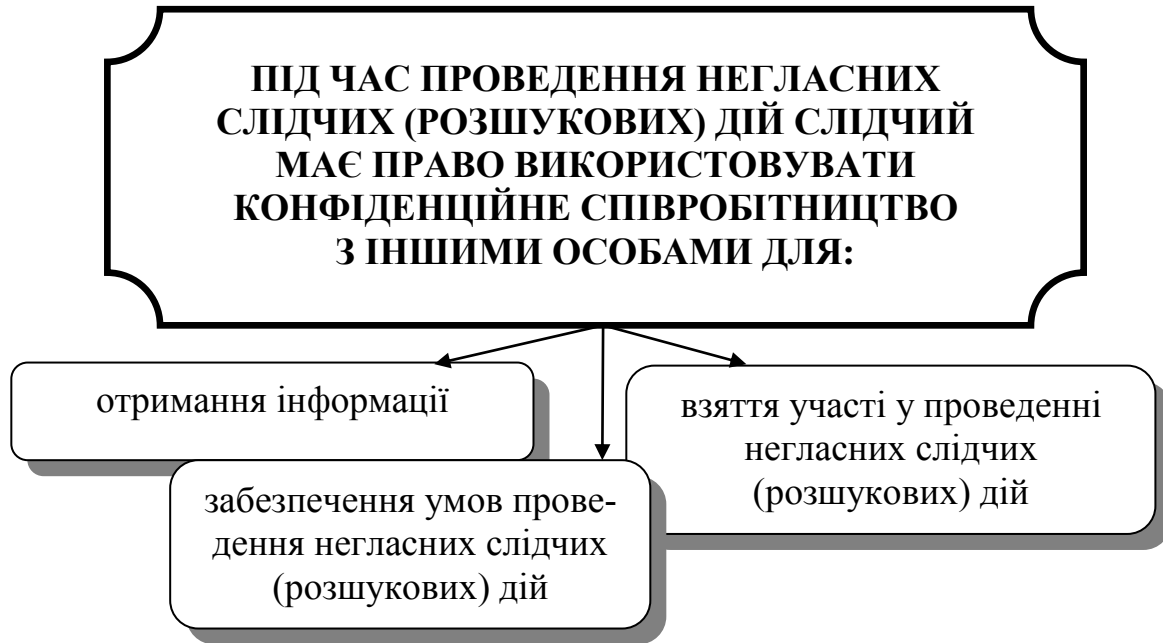 ПІД ЧАС ПРОВЕДЕННЯ НЕГЛАСНИХ
СЛІДЧИХ (РОЗШУКОВИХ) ДІЙ СЛІДЧИЙ
МАЄ ПРАВО ВИКОРИСТОВУВАТИ
КОНФІДЕНЦІЙНЕ СПІВРОБІТНИЦТВО
З ІНШИМИ ОСОБАМИ ДЛЯ:
отримання інформації
забезпечення умов прове-
дення негласних слідчих
(розшукових) дій
взяття участі у проведенні
негласних слідчих
(розшукових) дій